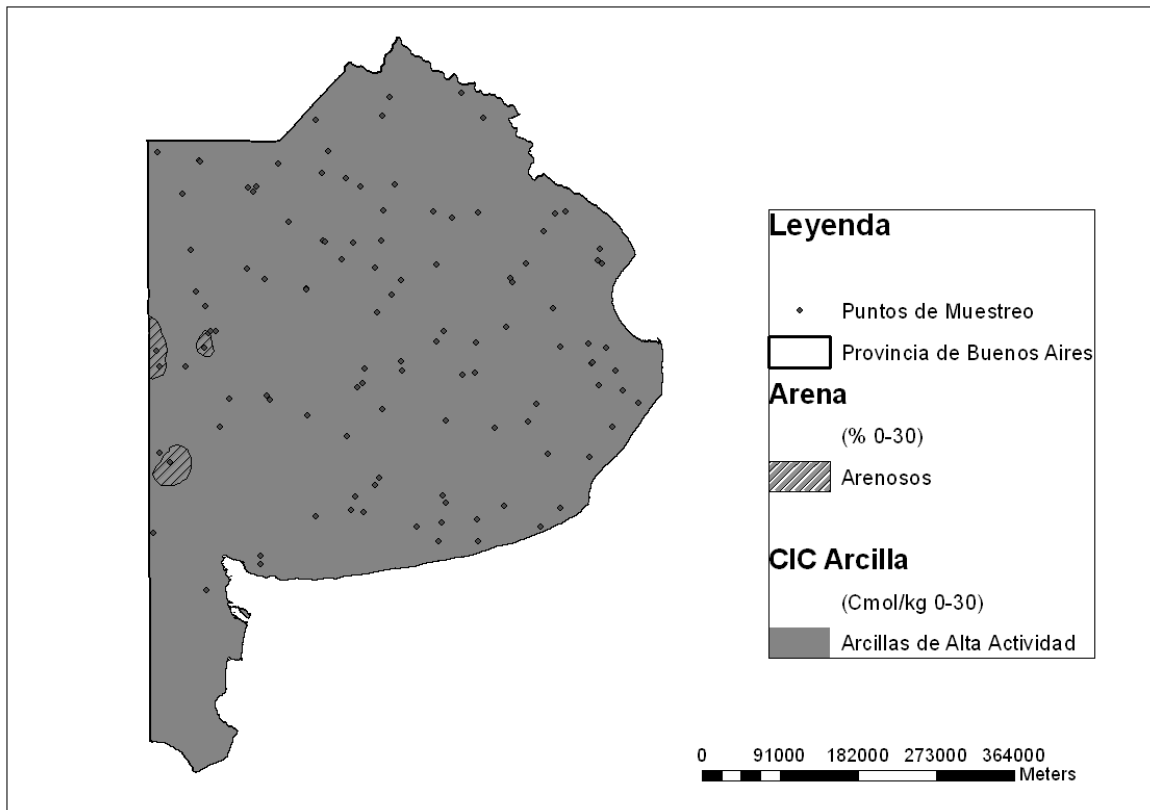 Leyenda
Puntos de Muestreo
Provincia de Buenos Aires
Arena
(% 0-30)
Arenosos
CIC Arcilla
(Cmol/kg 0-30)
Arcillas de Alta Actividad
0 91000 182000 273000 364000
Meters